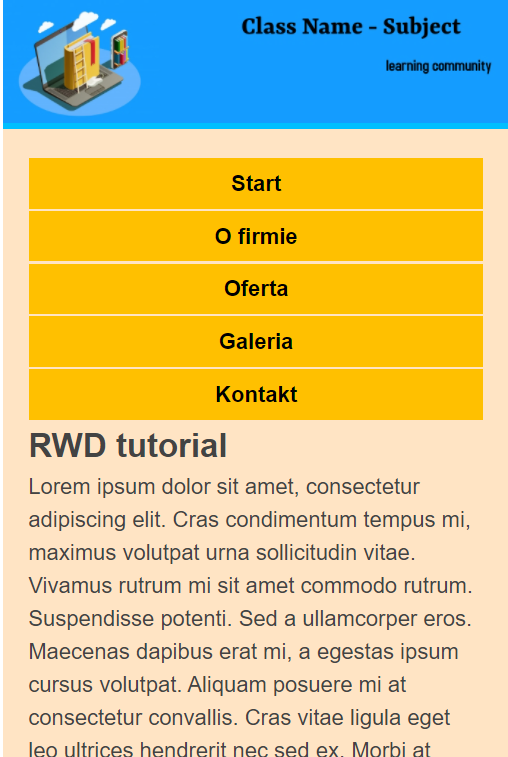 Class Name - Subject
learning community
Start
O firmie
Oferta
Galeria
Kontakt
RWD tutorial
Lorem ipsum dolor sit amet, consectetur
adipiscing elit. Cras condimentum tempus mi,
maximus volutpat urna sollicitudin vitae.
Vivamus rutrum mi sit amet commodo rutrum.
Suspendisse potenti. Sed a ullamcorper eros.
Maecenas dapibus erat mi, a egestas ipsum
cursus volutpat. Aliquam posuere mi at
consectetur convallis. Cras vitae ligula eget
leo ultrices hendrerit nec sed ex. Morbi at